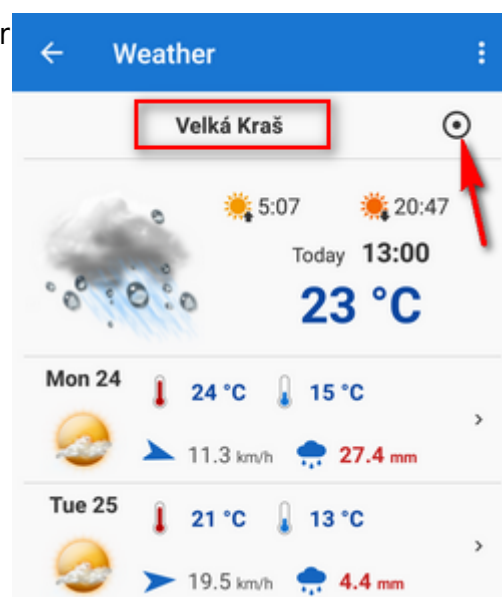 r
Weather
Velká Kraš
5:07 20:47
Today 13:00
23 °C
Mon 24
24 °C 15 °C
11.3 km/h 27.4 mm
Tue 25
21 °C 13 °C
19.5 km/h 4.4 mm